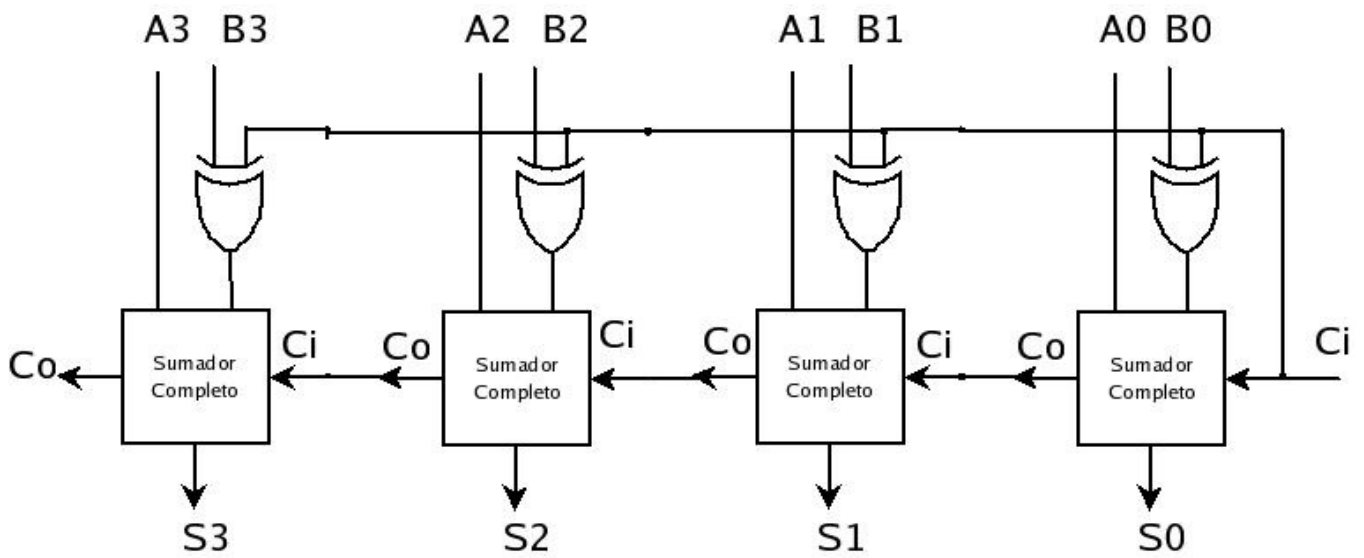 A3 B3 A2 B2 A1 B1 A0 B0
Co Sumador Completo Ci Co Sumador Completo Ci Co Sumador Completo Ci Co Sumador Completo Ci
S3 S2 S1 S0